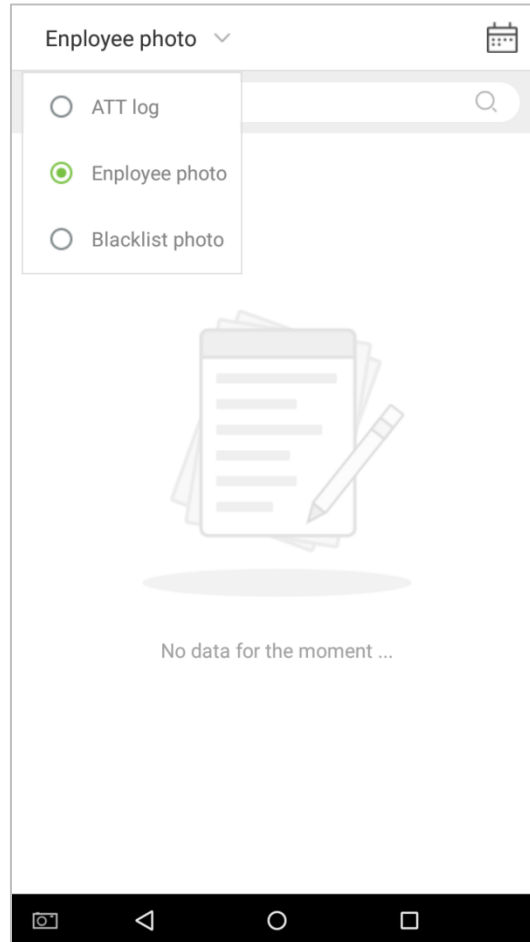 Enployee photo
ATT log
Enployee photo
Blacklist photo
No data for the moment ...